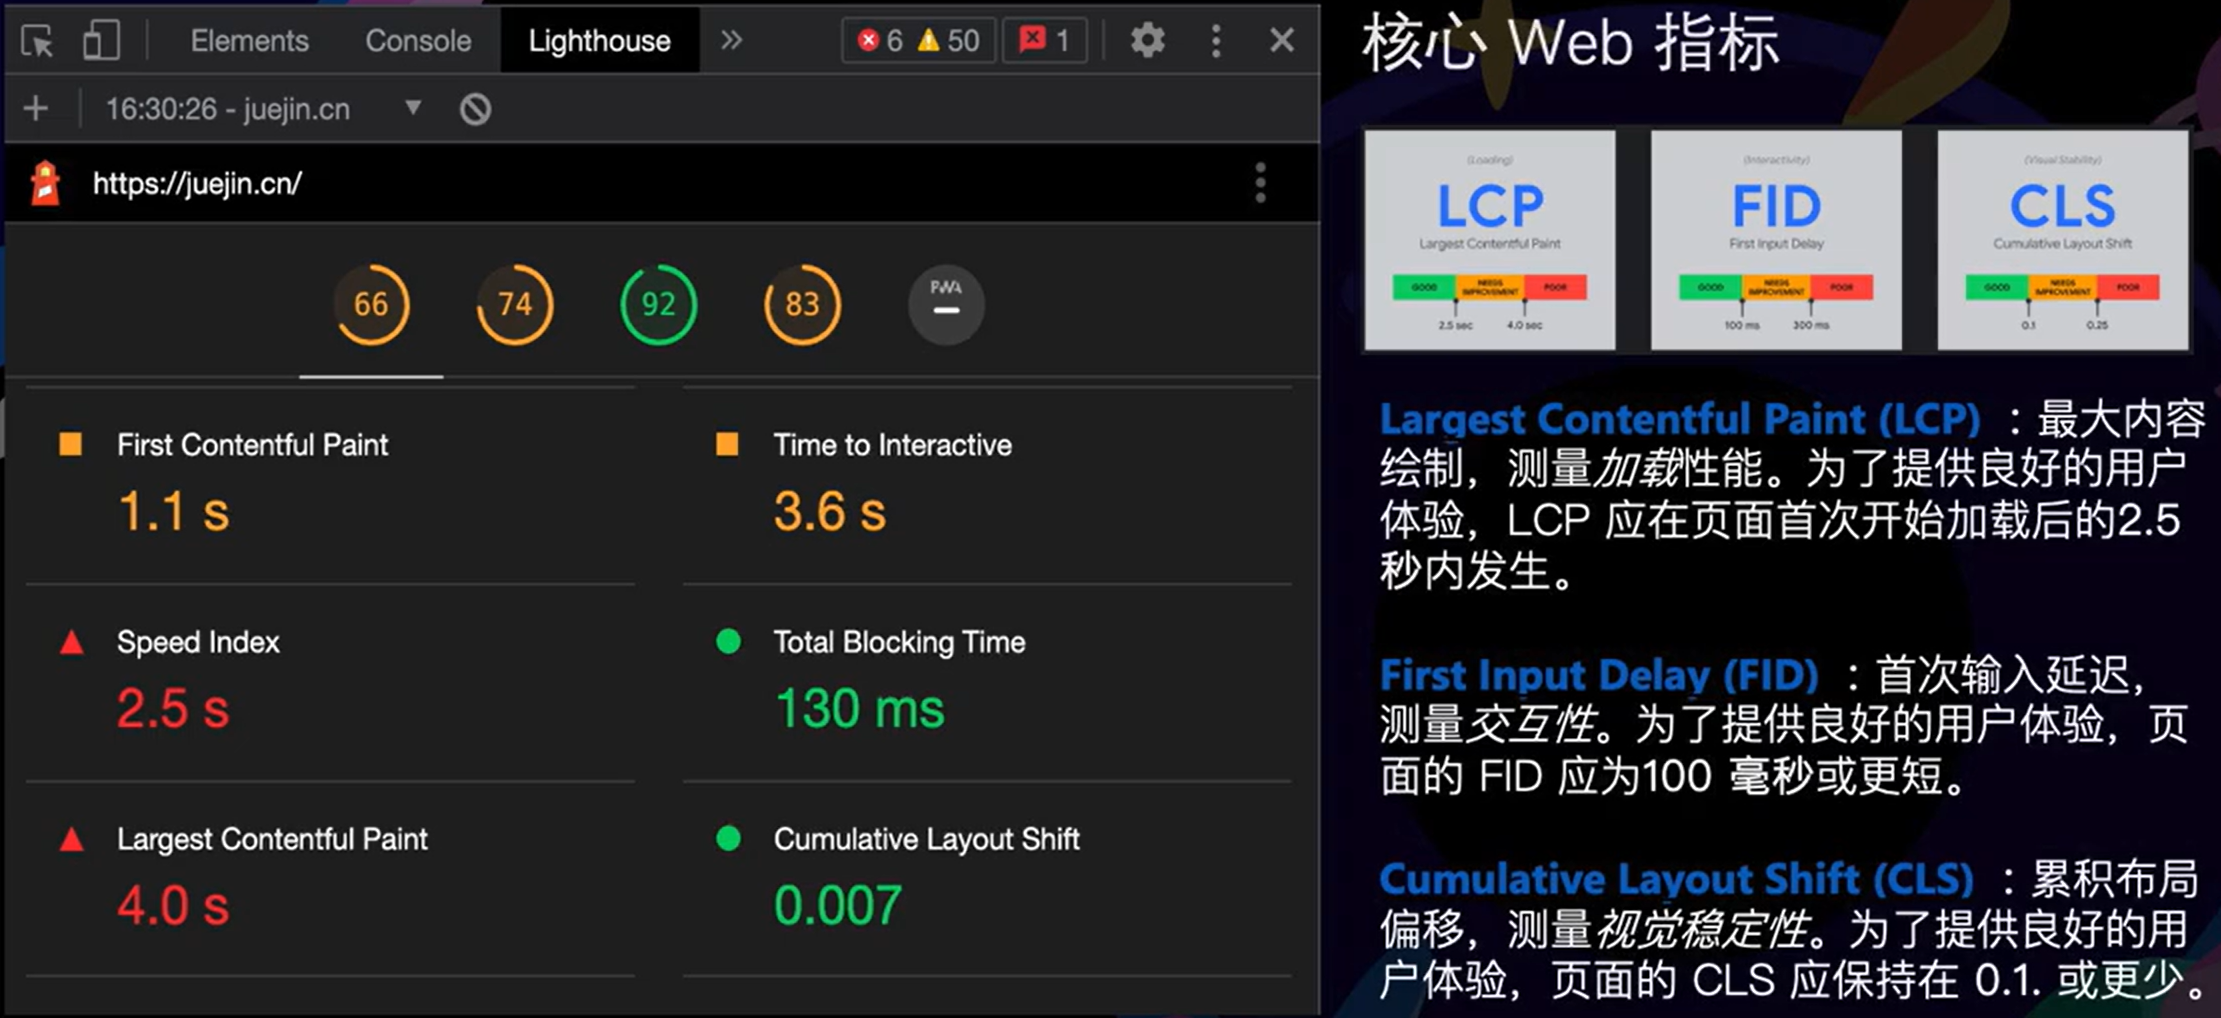 Elements Console Lighthouse » 6 50 1
16:30:26 - juejin.cn
https://juejin.cn/
66 74 92 83 PWA
First Contentful Paint
1.1 s
Time to Interactive
3.6 s
Speed Index
2.5 s
Total Blocking Time
130 ms
Largest Contentful Paint
4.0 s
Cumulative Layout Shift
0.007
核心 Web 指标
(Loading)
LCP
Largest Contentful Paint
GOOD NEEDS IMPROVEMENT POOR
2.5 sec 4.0 sec
(Interactivity)
FID
First Input Delay
GOOD NEEDS IMPROVEMENT POOR
100 ms 300 ms
(Visual Stability)
CLS
Cumulative Layout Shift
GOOD NEEDS IMPROVEMENT POOR
0.1 0.25
Largest Contentful Paint (LCP) ：最大内容
绘制，测量加载性能。为了提供良好的用户
体验，LCP 应在页面首次开始加载后的2.5
秒内发生。
First Input Delay (FID) ：首次输入延迟，
测量交互性。为了提供良好的用户体验，页
面的 FID 应为100 毫秒或更短。
Cumulative Layout Shift (CLS) ：累积布局
偏移，测量视觉稳定性。为了提供良好的用
户体验，页面的 CLS 应保持在 0.1. 或更少。